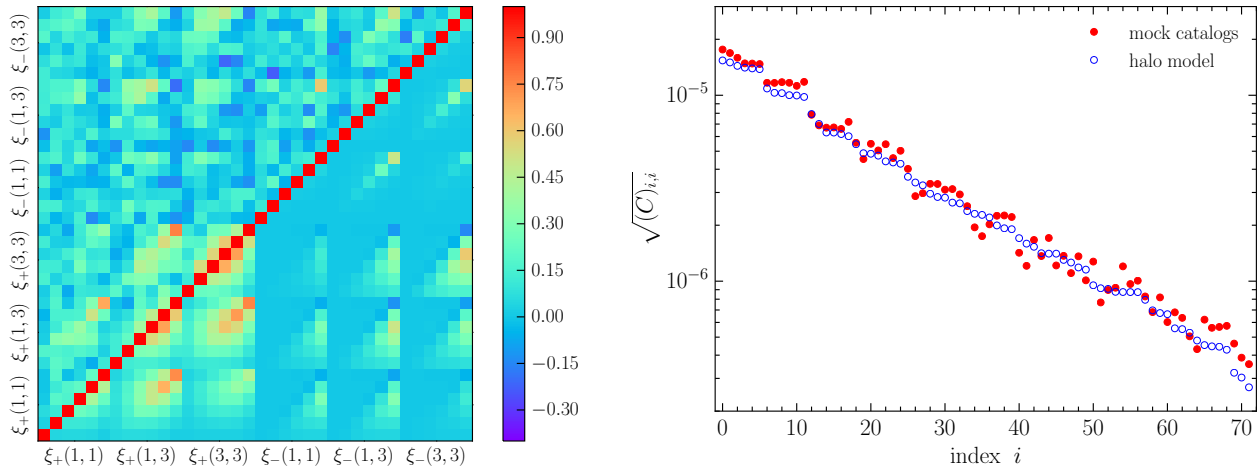 ξ₋(3, 3)
ξ₋(1, 3)
ξ₋(1, 1)
ξ₊(3, 3)
ξ₊(1, 3)
ξ₊(1, 1)
ξ₊(1, 1) ξ₊(1, 3) ξ₊(3, 3) ξ₋(1, 1) ξ₋(1, 3) ξ₋(3, 3)
0.90
0.75
0.60
0.45
0.30
0.15
0.00
−0.15
−0.30
mock catalogs
halo model
√(C)ᵢ,ᵢ
10⁻⁵
10⁻⁶
0 10 20 30 40 50 60 70
index i